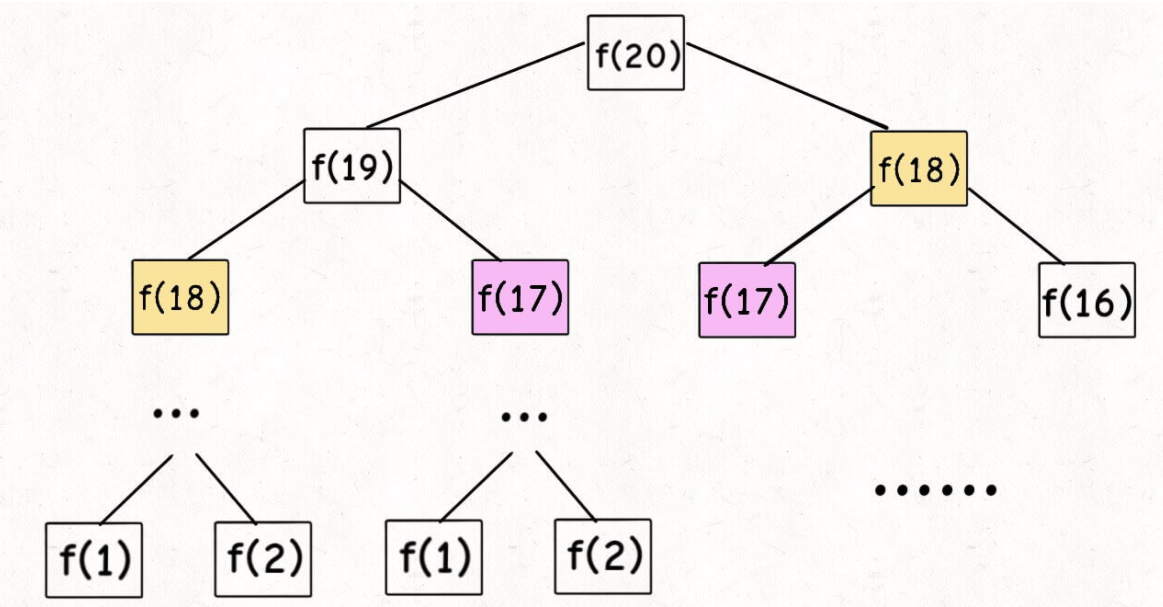 f(20)
f(19)
f(18)
f(18)
f(17)
f(17)
f(16)
...
...
......
f(1)
f(2)
f(1)
f(2)